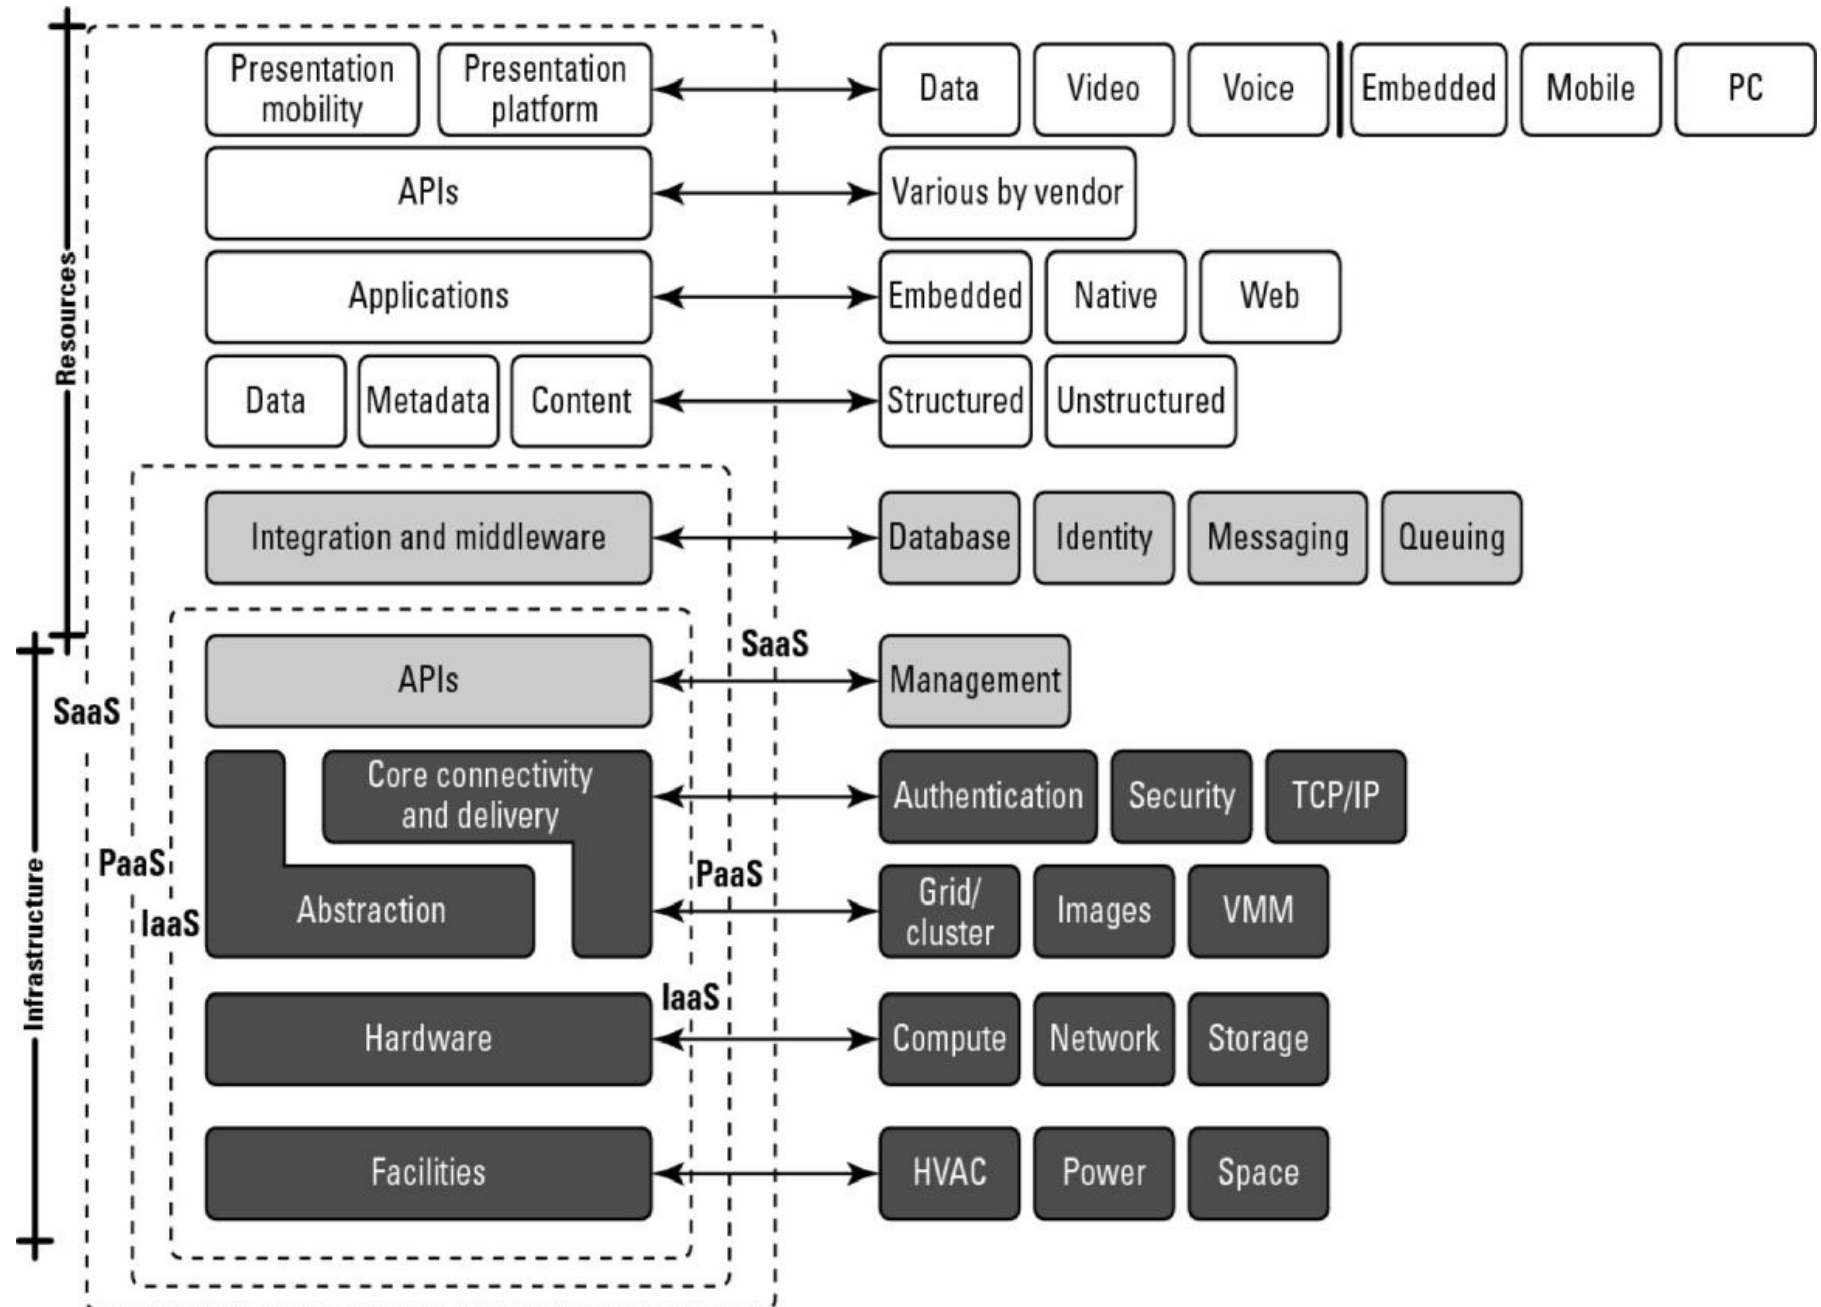 Presentation
mobility
Presentation
platform
Data
Video
Voice
Embedded
Mobile
PC
APIs
Various by vendor
Resources
Applications
Embedded
Native
Web
Data
Metadata
Content
Structured
Unstructured
Integration and middleware
Database
Identity
Messaging
Queuing
SaaS
APIs
Management
SaaS
Core connectivity
and delivery
Authentication
Security
TCP/IP
PaaS
PaaS
IaaS
Abstraction
Grid/
cluster
Images
VMM
Infrastructure
IaaS
Hardware
Compute
Network
Storage
Facilities
HVAC
Power
Space